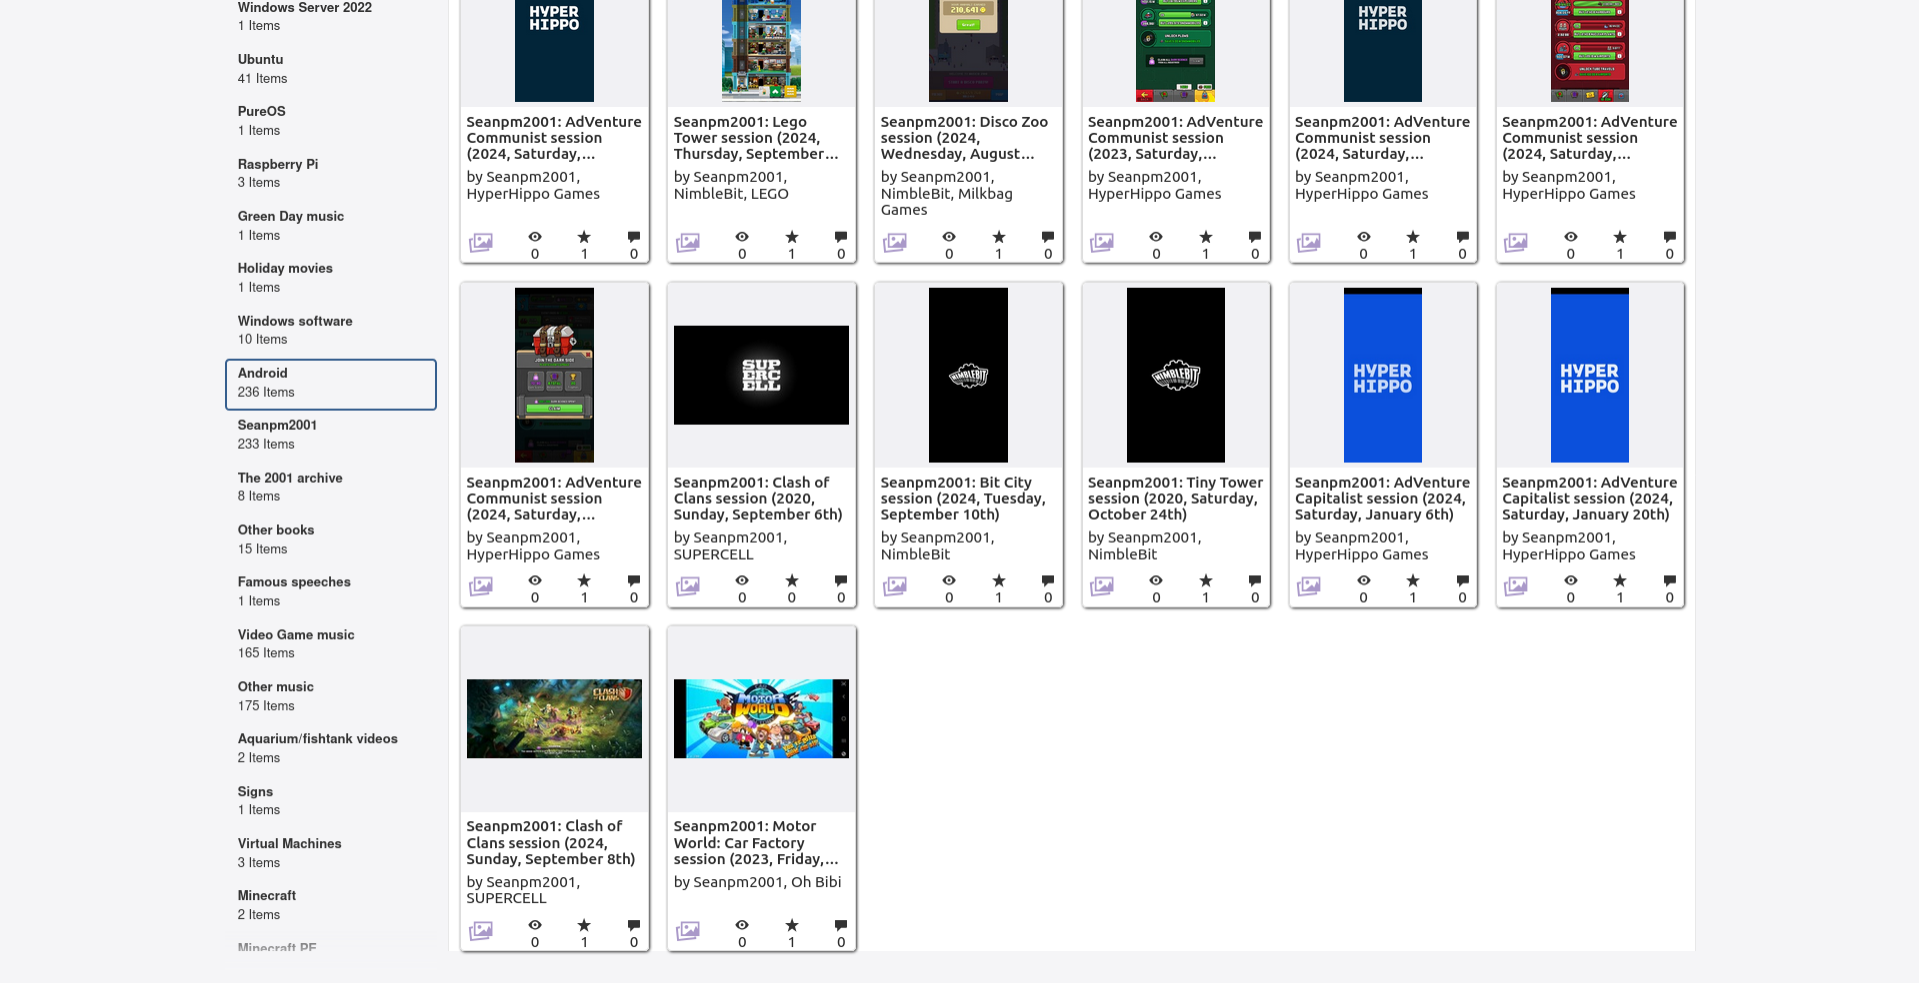 Windows Server 2022
1 Items
Ubuntu
41 Items
PureOS
1 Items
Raspberry Pi
3 Items
Green Day music
1 Items
Holiday movies
1 Items
Windows software
10 Items
Android
236 Items
Seanpm2001
233 Items
The 2001 archive
8 Items
Other books
15 Items
Famous speeches
1 Items
Video Game music
165 Items
Other music
175 Items
Aquarium/fishtank videos
2 Items
Signs
1 Items
Virtual Machines
3 Items
Minecraft
2 Items
Minecraft PE
HYPER
HIPPO
Seanpm2001: AdVenture
Communist session
(2024, Saturday,...
by Seanpm2001,
HyperHippo Games
0 1 0
Seanpm2001: Lego
Tower session (2024,
Thursday, September...
by Seanpm2001,
NimbleBit, LEGO
0 1 0
210,641
Seanpm2001: Disco Zoo
session (2024,
Wednesday, August...
by Seanpm2001,
NimbleBit, Milkbag
Games
0 1 0
Seanpm2001: AdVenture
Communist session
(2023, Saturday,...
by Seanpm2001,
HyperHippo Games
0 1 0
HYPER
HIPPO
Seanpm2001: AdVenture
Communist session
(2024, Saturday,...
by Seanpm2001,
HyperHippo Games
0 1 0
Seanpm2001: AdVenture
Communist session
(2024, Saturday,...
by Seanpm2001,
HyperHippo Games
0 1 0
JOIN THE DARK SIDE
Seanpm2001: AdVenture
Communist session
(2024, Saturday,...
by Seanpm2001,
HyperHippo Games
0 1 0
SUP
ERC
ELL
Seanpm2001: Clash of
Clans session (2020,
Sunday, September 6th)
by Seanpm2001,
SUPERCELL
0 0 0
NIMBLEBIT
Seanpm2001: Bit City
session (2024, Tuesday,
September 10th)
by Seanpm2001,
NimbleBit
0 1 0
NIMBLEBIT
Seanpm2001: Tiny Tower
session (2020, Saturday,
October 24th)
by Seanpm2001,
NimbleBit
0 1 0
HYPER
HIPPO
Seanpm2001: AdVenture
Capitalist session (2024,
Saturday, January 6th)
by Seanpm2001,
HyperHippo Games
0 1 0
HYPER
HIPPO
Seanpm2001: AdVenture
Capitalist session (2024,
Saturday, January 20th)
by Seanpm2001,
HyperHippo Games
0 1 0
CLASH
OF CLANS
Seanpm2001: Clash of
Clans session (2024,
Sunday, September 8th)
by Seanpm2001,
SUPERCELL
0 1 0
MOTOR
WORLD
Seanpm2001: Motor
World: Car Factory
session (2023, Friday,...
by Seanpm2001, Oh Bibi
0 1 0